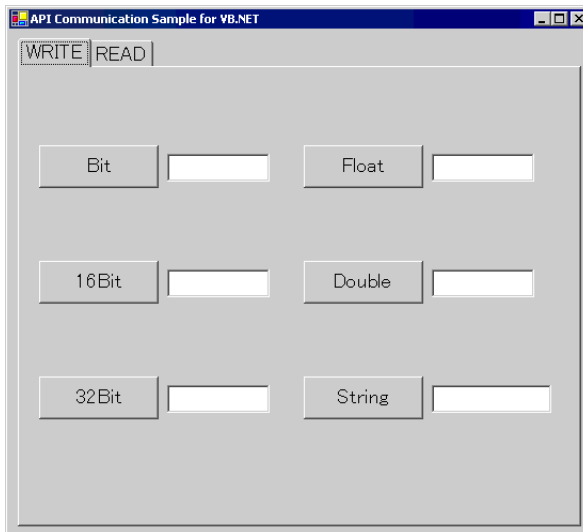 API Communication Sample for VB.NET
WRITE READ
Bit Float
16Bit Double
32Bit String